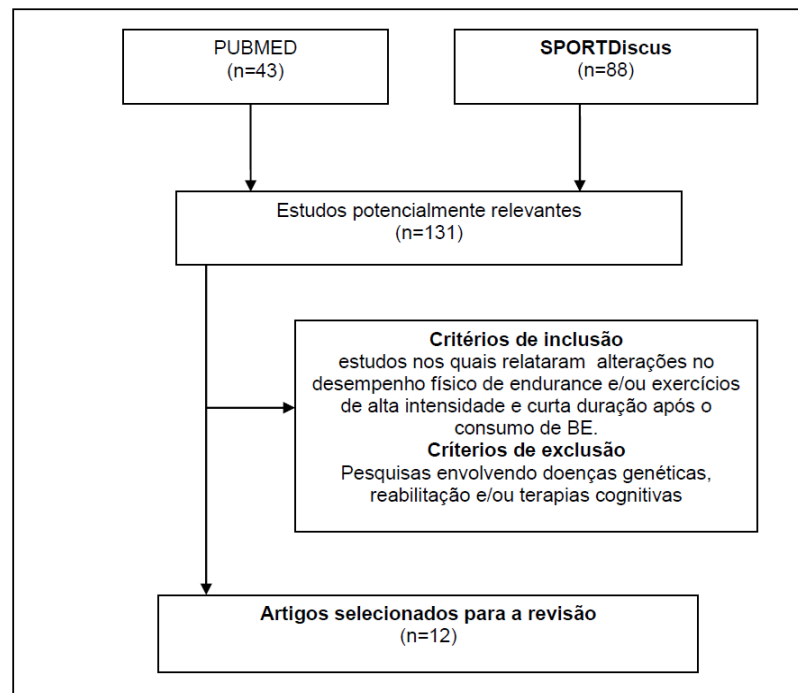 PUBMED
(n=43)
SPORTDiscus
(n=88)
Estudos potencialmente relevantes
(n=131)
Critérios de inclusão
estudos nos quais relataram alterações no
desempenho físico de endurance e/ou exercícios
de alta intensidade e curta duração após o
consumo de BE.
Críterios de exclusão
Pesquisas envolvendo doenças genéticas,
reabilitação e/ou terapias cognitivas
Artigos selecionados para a revisão
(n=12)